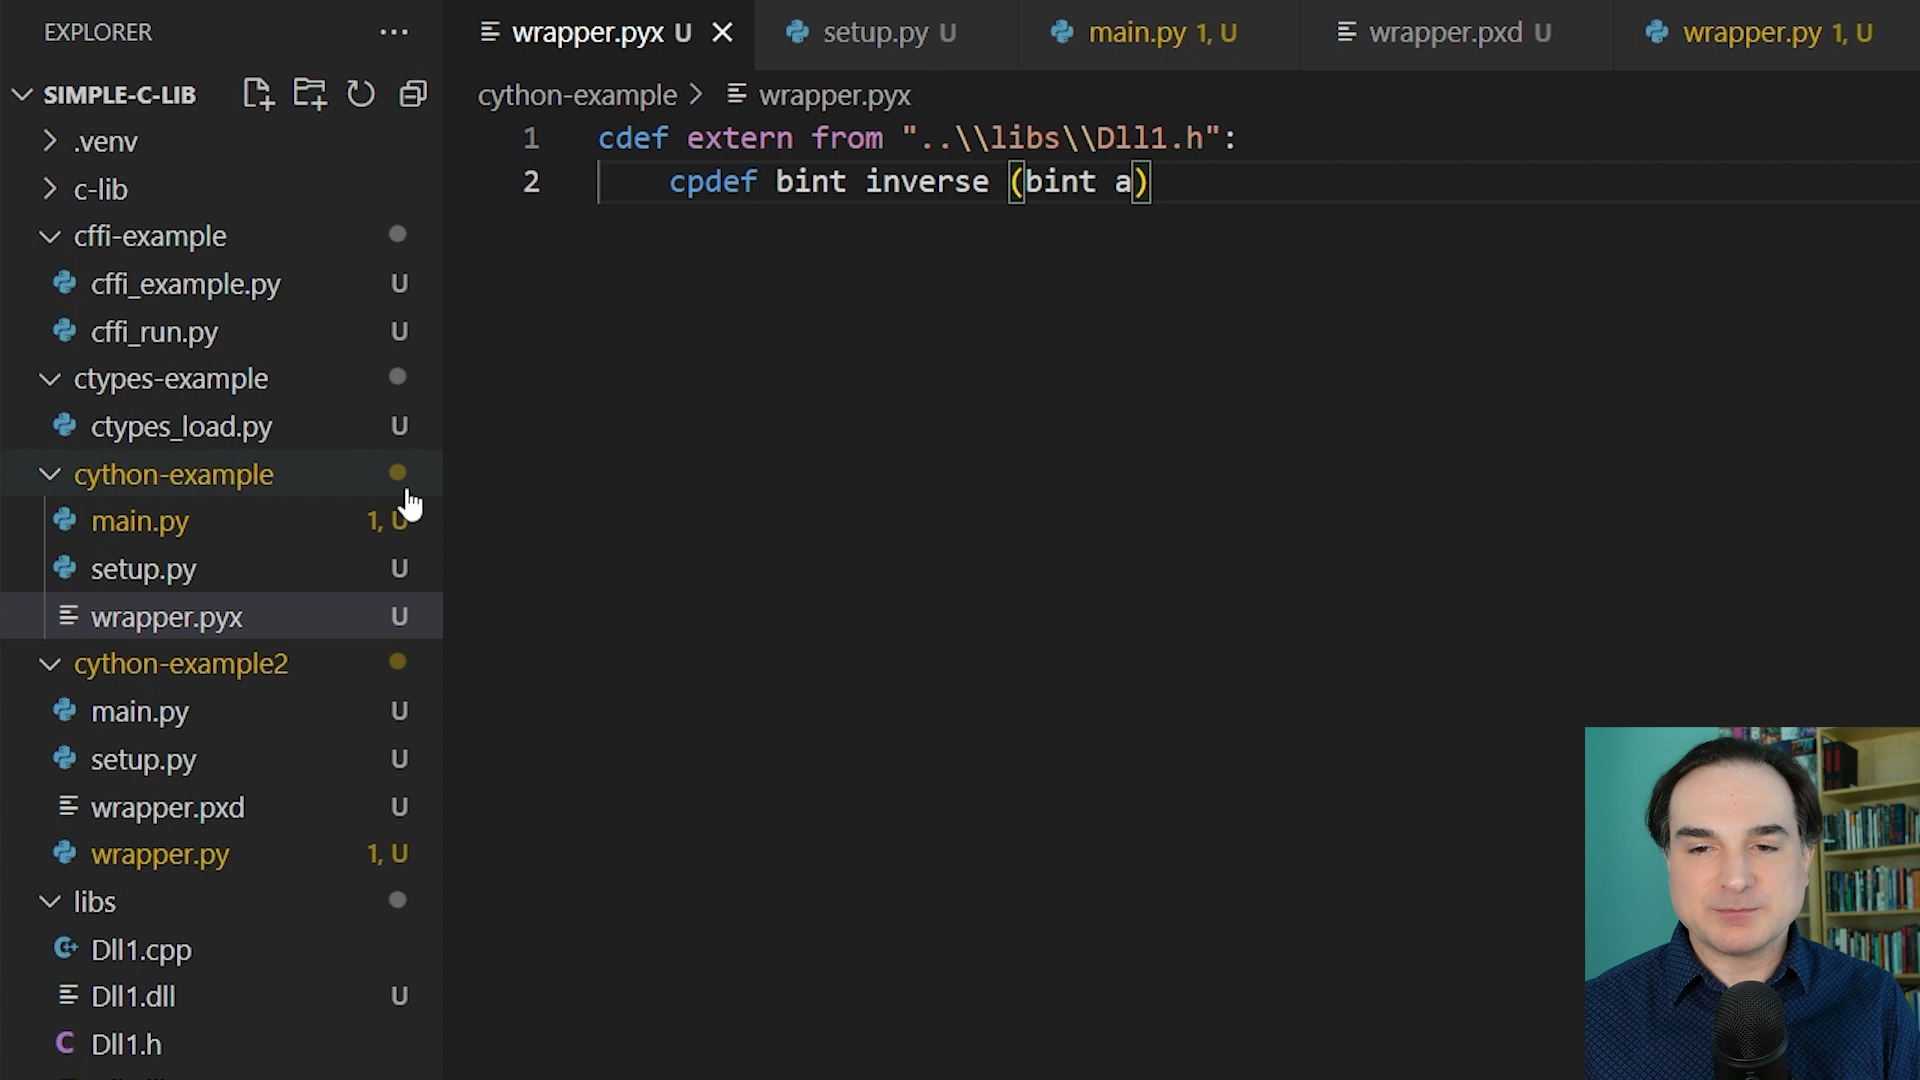 EXPLORER
SIMPLE-C-LIB
.venv
c-lib
cffi-example
cffi_example.py U
cffi_run.py U
ctypes-example
ctypes_load.py U
cython-example
main.py 1, U
setup.py U
wrapper.pyx U
cython-example2
main.py U
setup.py U
wrapper.pxd U
wrapper.py 1, U
libs
Dll1.cpp
Dll1.dll U
Dll1.h
wrapper.pyx U
setup.py U
main.py 1, U
wrapper.pxd U
wrapper.py 1, U
cython-example > wrapper.pyx
1 cdef extern from "..\\libs\\Dll1.h":
2 cpdef bint inverse (bint a)